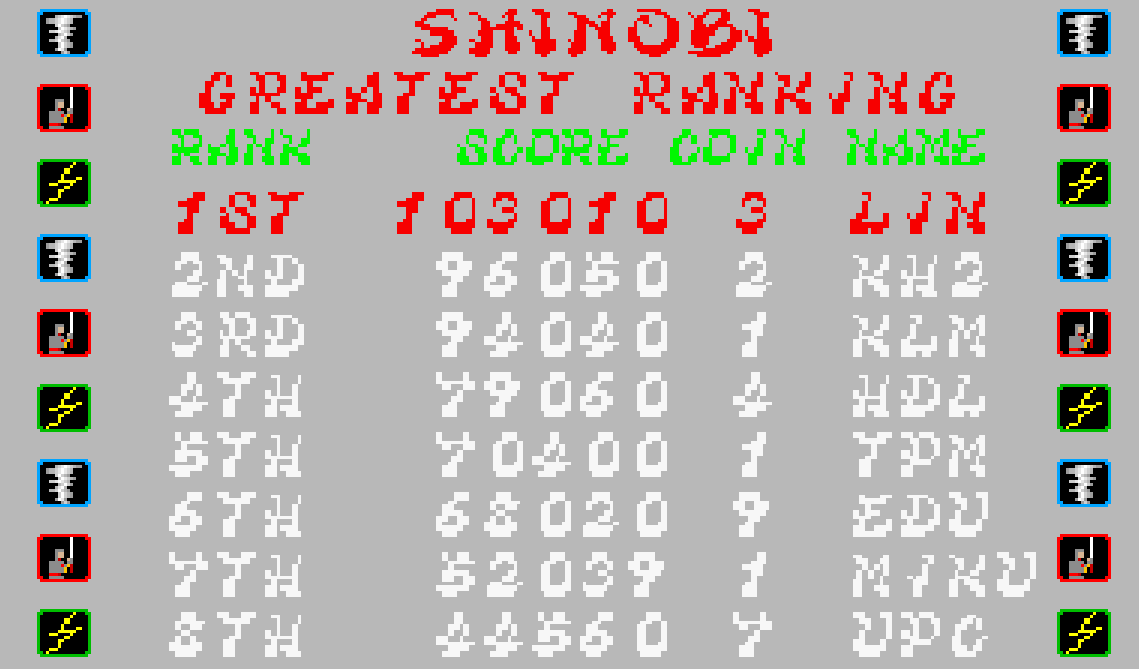 SHINOBI
GREATEST RANKING
RANK SCORE COIN NAME
1ST 103010 3 LIN
2ND 96050 2 KH2
3RD 94040 1 KLM
4TH 79060 4 HDL
5TH 70400 1 TPM
6TH 68020 9 EDU
7TH 52039 1 MIKU
8TH 44560 7 UPC